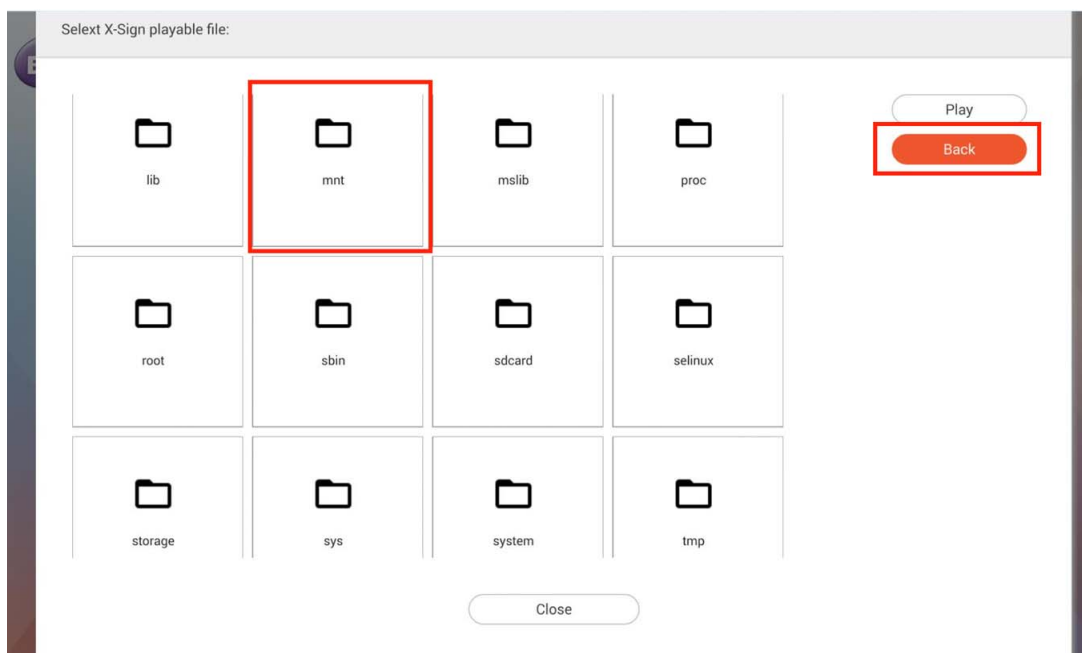 Selext X-Sign playable file:
Play
Back
lib mnt mslib proc
root sbin sdcard selinux
storage sys system tmp
Close